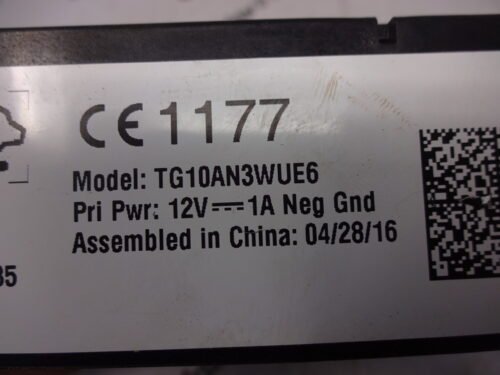 CE 1177
Model: TG10AN3WUE6
Pri Pwr: 12V⎓1A Neg Gnd
Assembled in China: 04/28/16